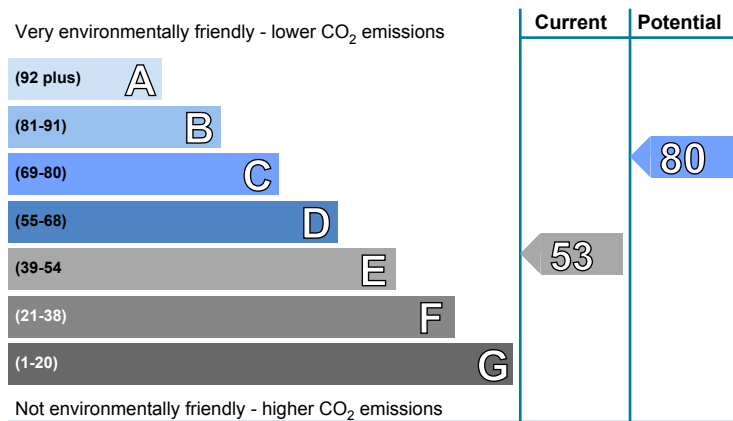 Current Potential
Very environmentally friendly - lower CO2 emissions
(92 plus) A
(81-91) B
(69-80) C
80
(55-68) D
(39-54 E
53
(21-38) F
(1-20) G
Not environmentally friendly - higher CO2 emissions